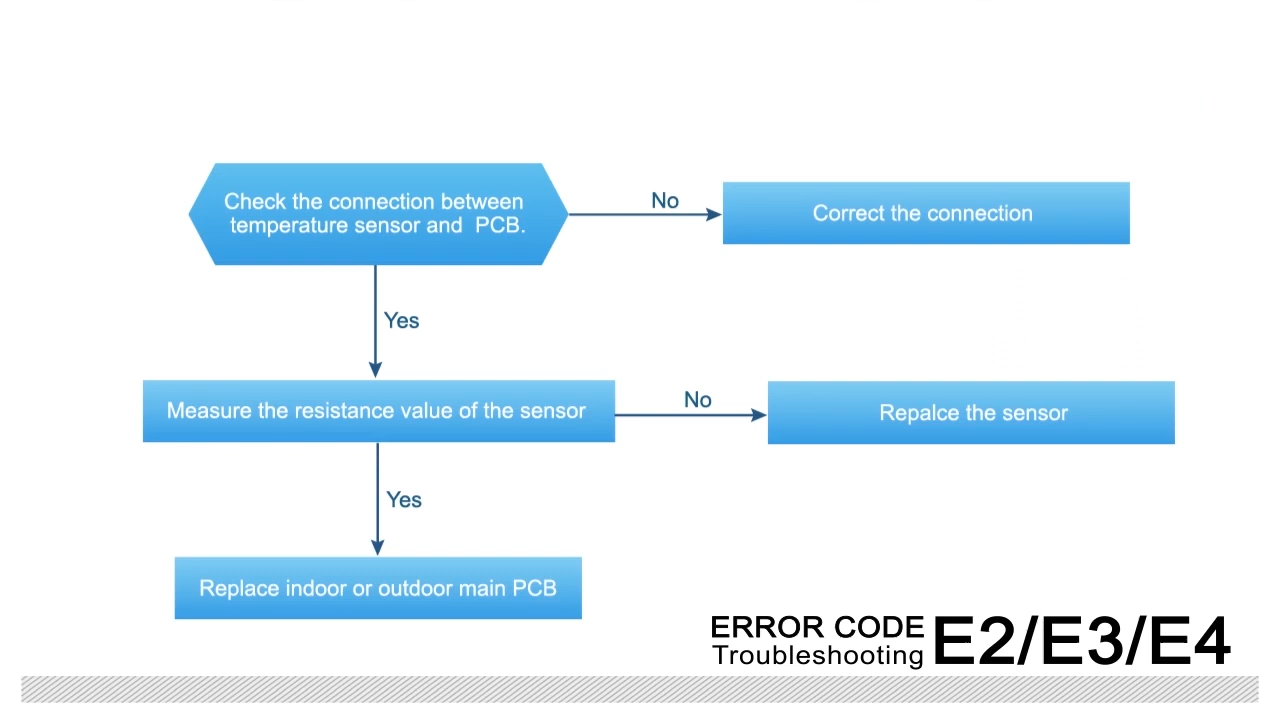 Check the connection between
temperature sensor and PCB.
No
Correct the connection
Yes
Measure the resistance value of the sensor
No
Repalce the sensor
Yes
Replace indoor or outdoor main PCB
ERROR CODE
Troubleshooting
E2/E3/E4